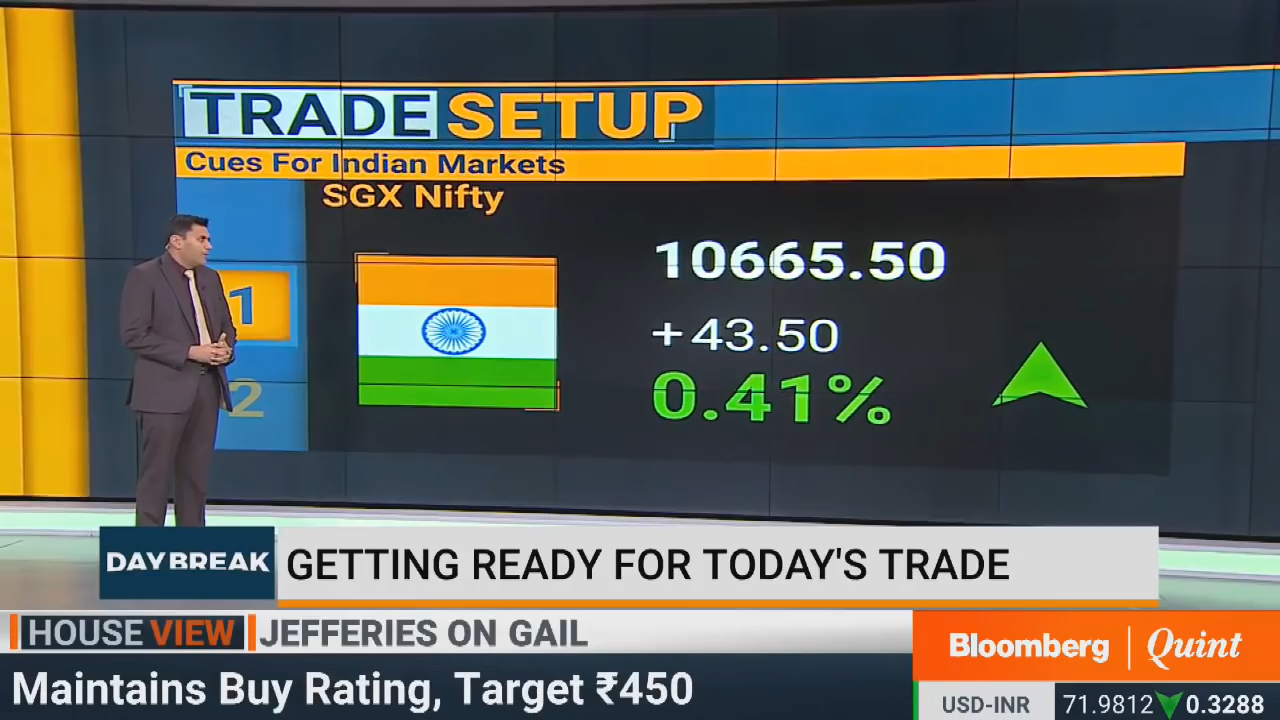 TRADE SETUP
Cues For Indian Markets
SGX Nifty
1
10665.50
+43.50
2
0.41%
DAYBREAK
GETTING READY FOR TODAY'S TRADE
HOUSE VIEW
JEFFERIES ON GAIL
Maintains Buy Rating, Target ₹450
Bloomberg | Quint
USD-INR 71.9812 0.3288